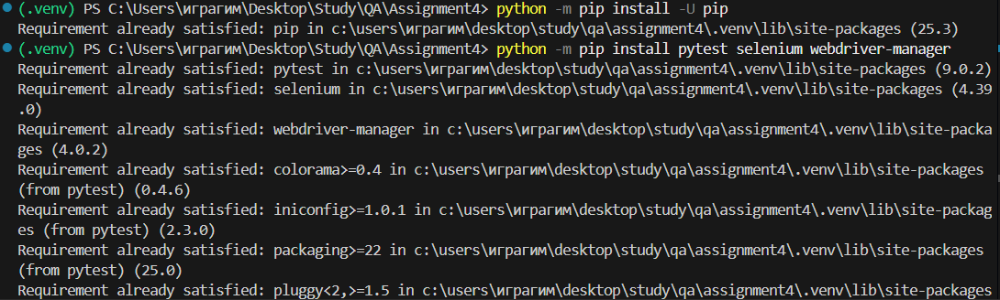 (.venv) PS C:\Users\играгим\Desktop\Study\QA\Assignment4> python -m pip install -U pip
Requirement already satisfied: pip in c:\users\играгим\desktop\study\qa\assignment4\.venv\lib\site-packages (25.3)
(.venv) PS C:\Users\играгим\Desktop\Study\QA\Assignment4> python -m pip install pytest selenium webdriver-manager
Requirement already satisfied: pytest in c:\users\играгим\desktop\study\qa\assignment4\.venv\lib\site-packages (9.0.2)
Requirement already satisfied: selenium in c:\users\играгим\desktop\study\qa\assignment4\.venv\lib\site-packages (4.39
.0)
Requirement already satisfied: webdriver-manager in c:\users\играгим\desktop\study\qa\assignment4\.venv\lib\site-packa
ges (4.0.2)
Requirement already satisfied: colorama>=0.4 in c:\users\играгим\desktop\study\qa\assignment4\.venv\lib\site-packages
(from pytest) (0.4.6)
Requirement already satisfied: iniconfig>=1.0.1 in c:\users\играгим\desktop\study\qa\assignment4\.venv\lib\site-packag
es (from pytest) (2.3.0)
Requirement already satisfied: packaging>=22 in c:\users\играгим\desktop\study\qa\assignment4\.venv\lib\site-packages
(from pytest) (25.0)
Requirement already satisfied: pluggy<2,>=1.5 in c:\users\играгим\desktop\study\qa\assignment4\.venv\lib\site-packages